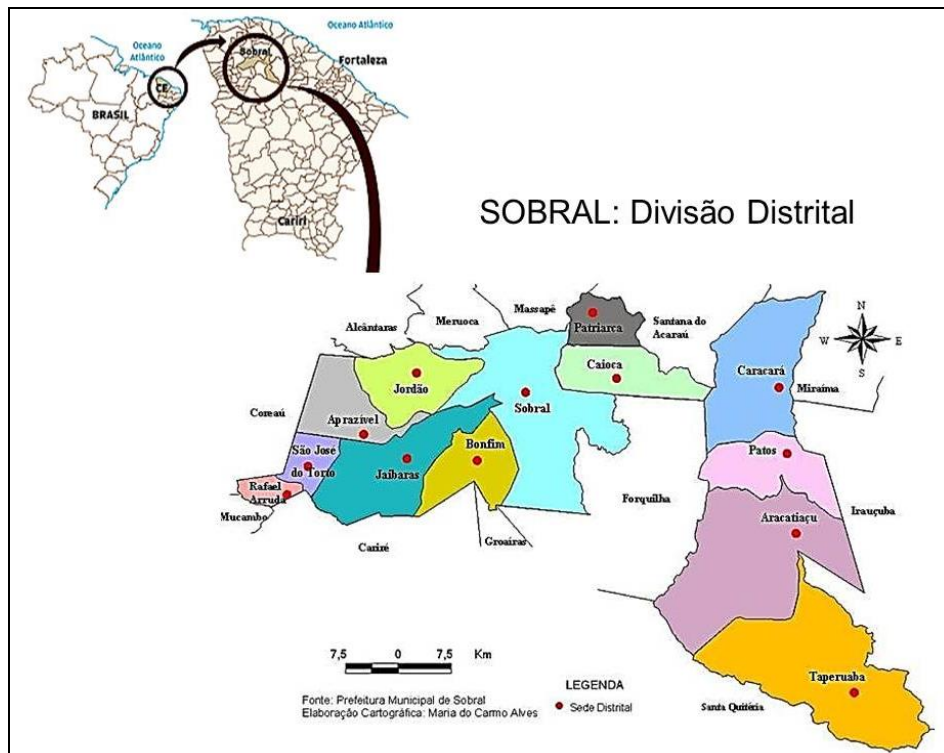 Oceano Atlântico
Oceano
Atlântico
Sobral
Fortaleza
CE
BRASIL
Cariri
SOBRAL: Divisão Distrital
Massapê
Meruoca
Alcântaras
Patriarca
Santana do
Acaraú
N
W
E
S
Caioca
Caracará
Miraíma
Jordão
Sobral
Coreaú
Aprazível
São José
do Torto
Jaibaras
Bonfim
Patos
Rafael
Arruda
Mucambo
Forquilha
Irauçuba
Aracatiaçu
Cariré
Groaíras
7,5
0
7,5
Km
Taperuaba
LEGENDA
Sede Distrital
Santa Quitéria
Fonte: Prefeitura Municipal de Sobral
Elaboração Cartográfica: Maria do Carmo Alves